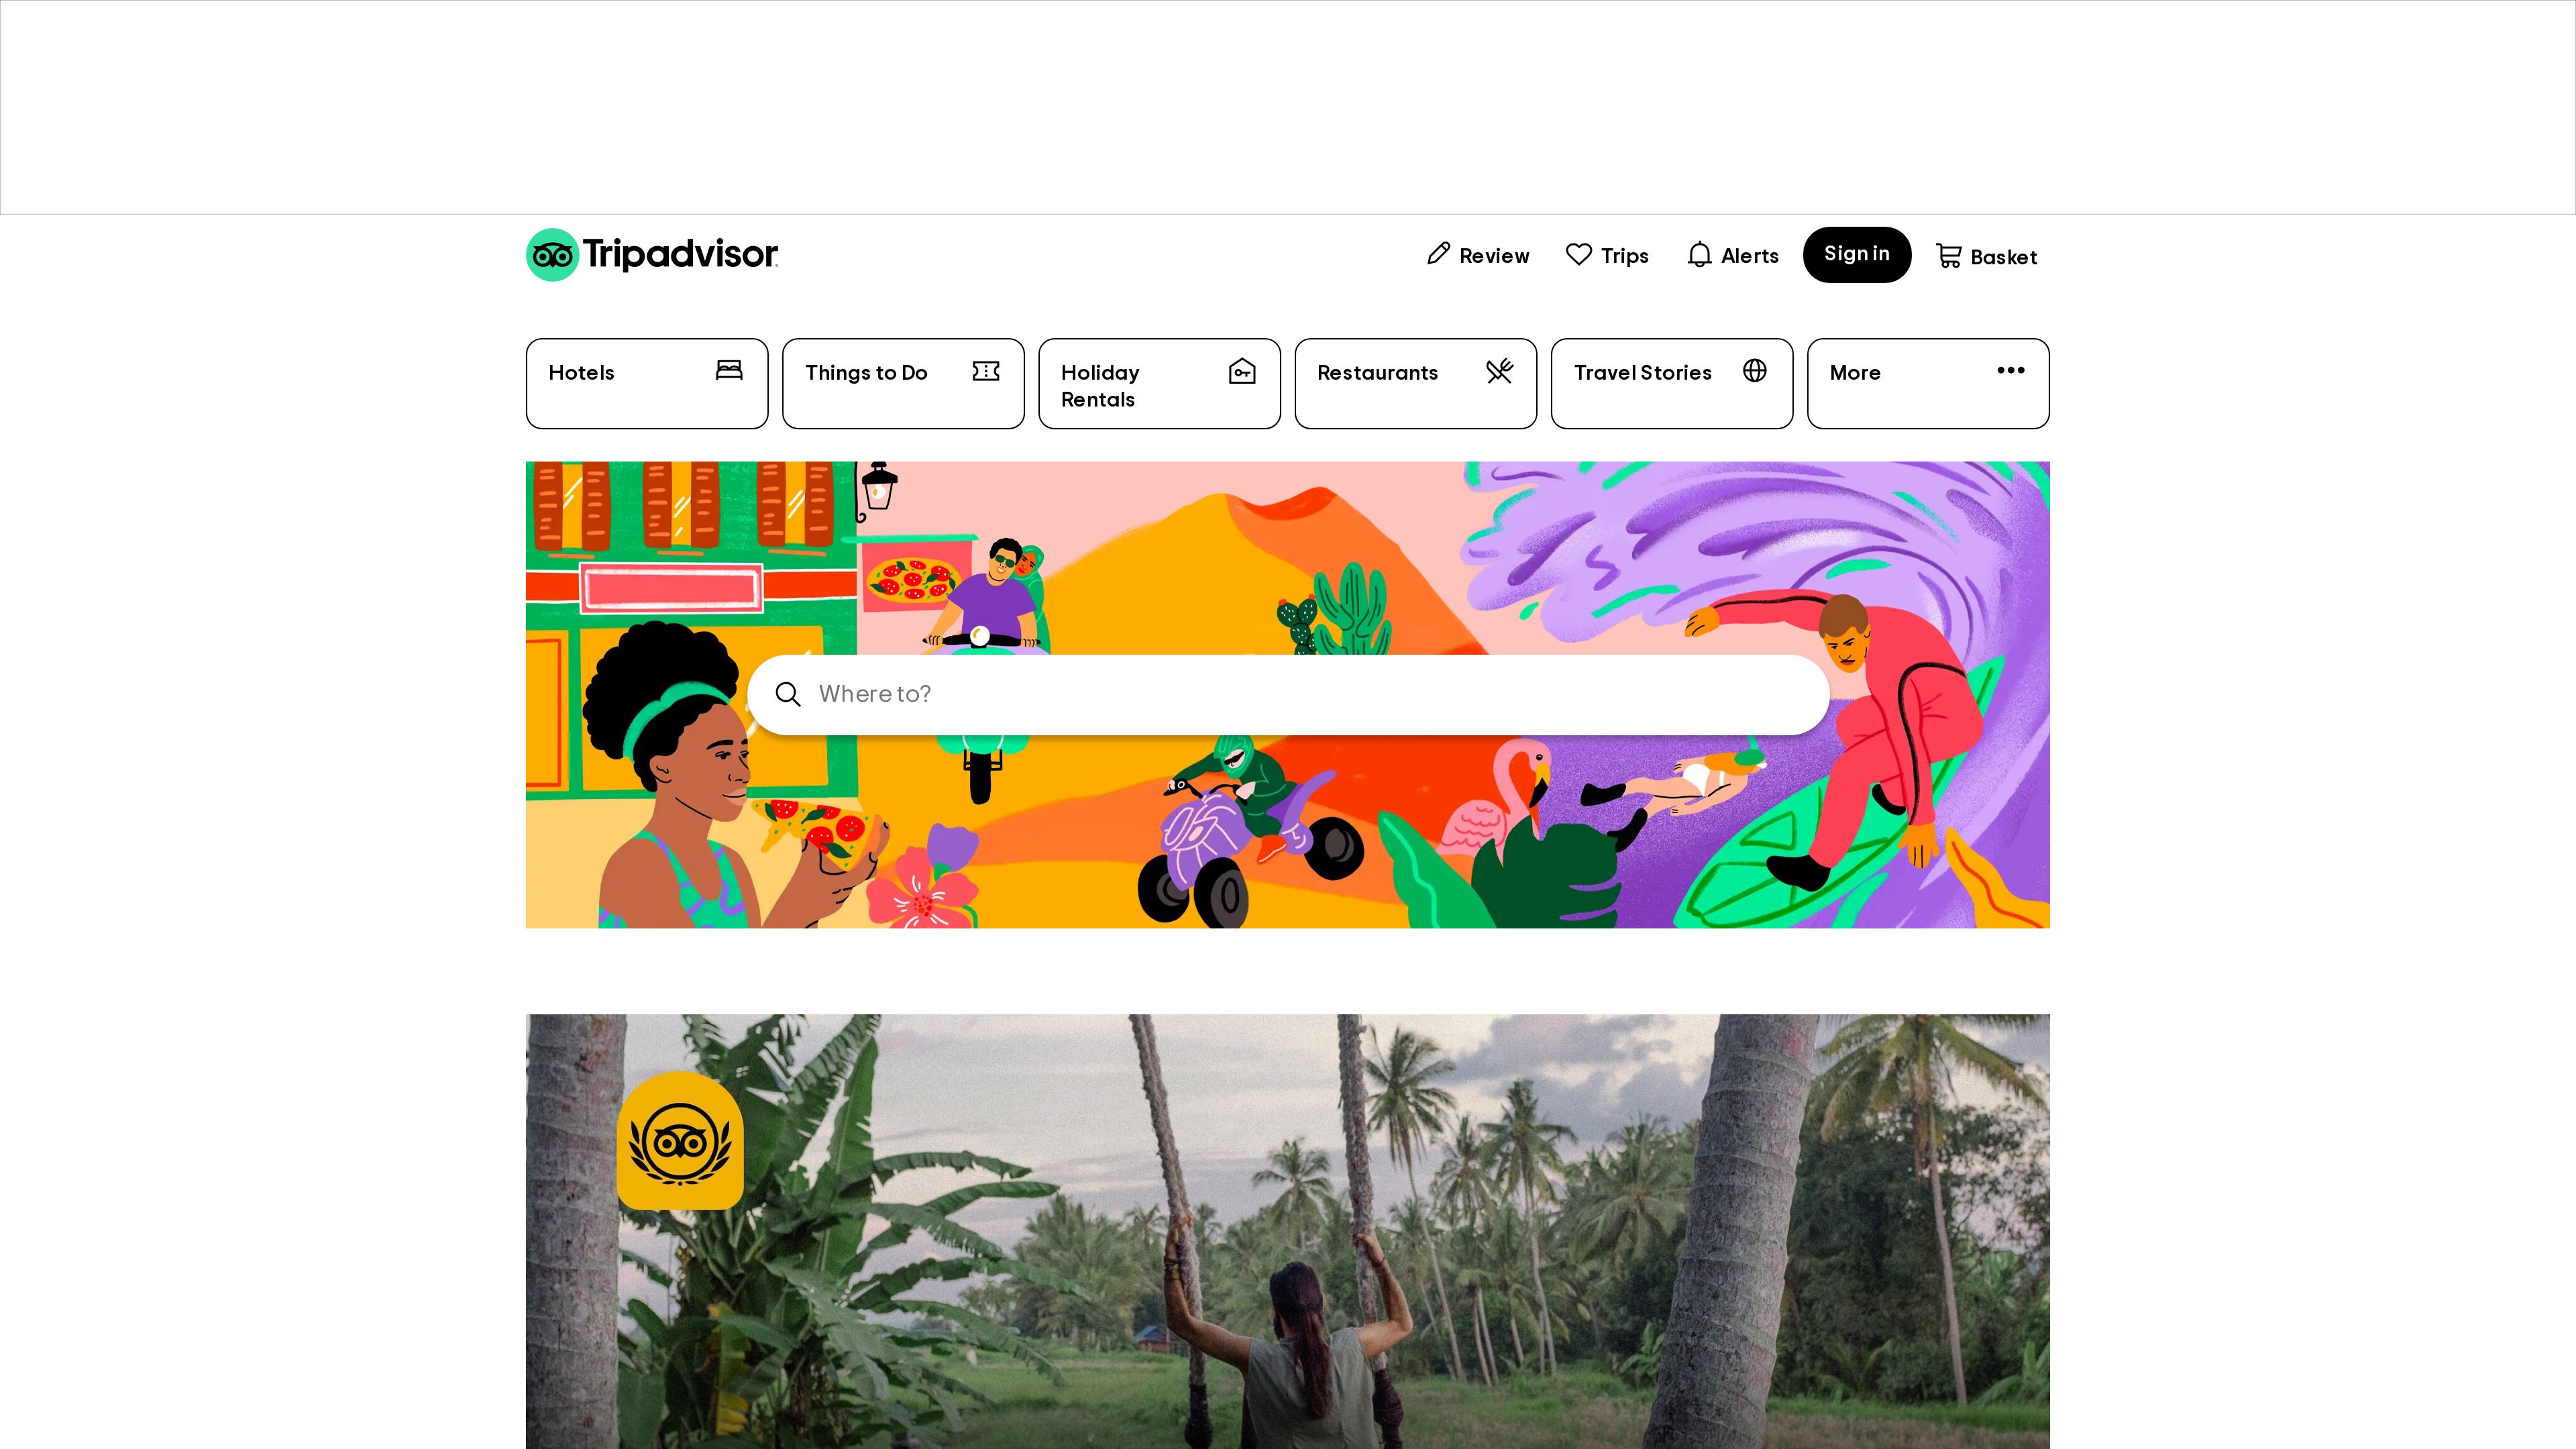 Tripadvisor
Review
Trips
Alerts
Sign in
Basket
Hotels
Things to Do
Holiday
Rentals
Restaurants
Travel Stories
More
Where to?